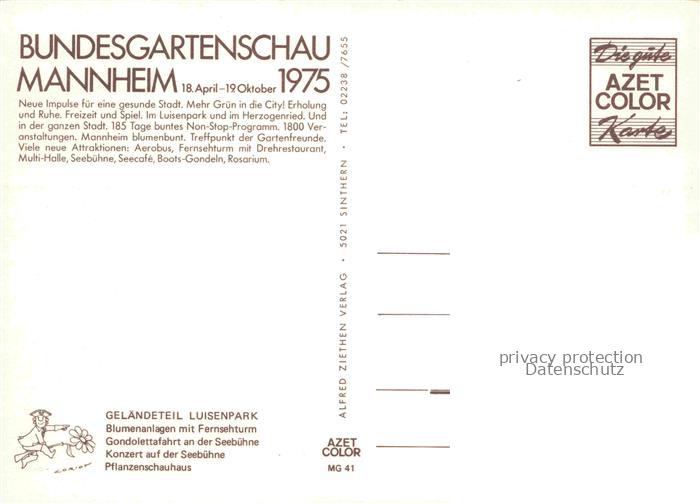 BUNDESGARTENSCHAU
MANNHEIM 18. April–19. Oktober 1975
Neue Impulse für eine gesunde Stadt. Mehr Grün in die City! Erholung
und Ruhe. Freizeit und Spiel. Im Luisenpark und im Herzogenried. Und
in der ganzen Stadt. 185 Tage buntes Non-Stop-Programm. 1800 Ver-
anstaltungen. Mannheim blumenbunt. Treffpunkt der Gartenfreunde.
Viele neue Attraktionen: Aerobus, Fernsehturm mit Drehrestaurant,
Multi-Halle, Seebühne, Seecafé, Boots-Gondeln, Rosarium.
ALFRED ZIETHEN VERLAG · 5021 SINTHERN · TEL: 02238/7655
Die gute
AZET
COLOR
Karte
privacy protection
Datenschutz
LORIOT
GELÄNDETEIL LUISENPARK
Blumenanlagen mit Fernsehturm
Gondolettafahrt an der Seebühne
Konzert auf der Seebühne
Pflanzenschauhaus
AZET
COLOR
MG 41